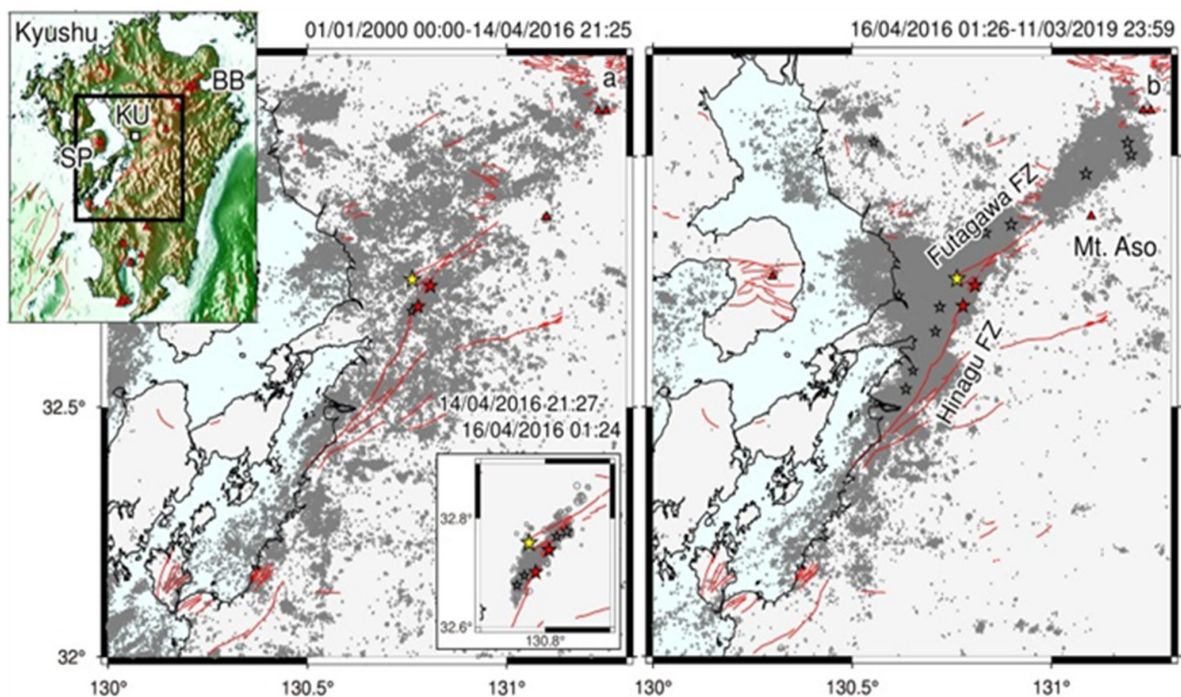 Kyushu
BB
KU
SP
01/01/2000 00:00-14/04/2016 21:25
a
14/04/2016 21:27-
16/04/2016 01:24
32.8°
32.6°
130.8°
32.5°
32°
130°
130.5°
131°
16/04/2016 01:26-11/03/2019 23:59
b
Futagawa FZ
Mt. Aso
Hinagu FZ
130°
130.5°
131°